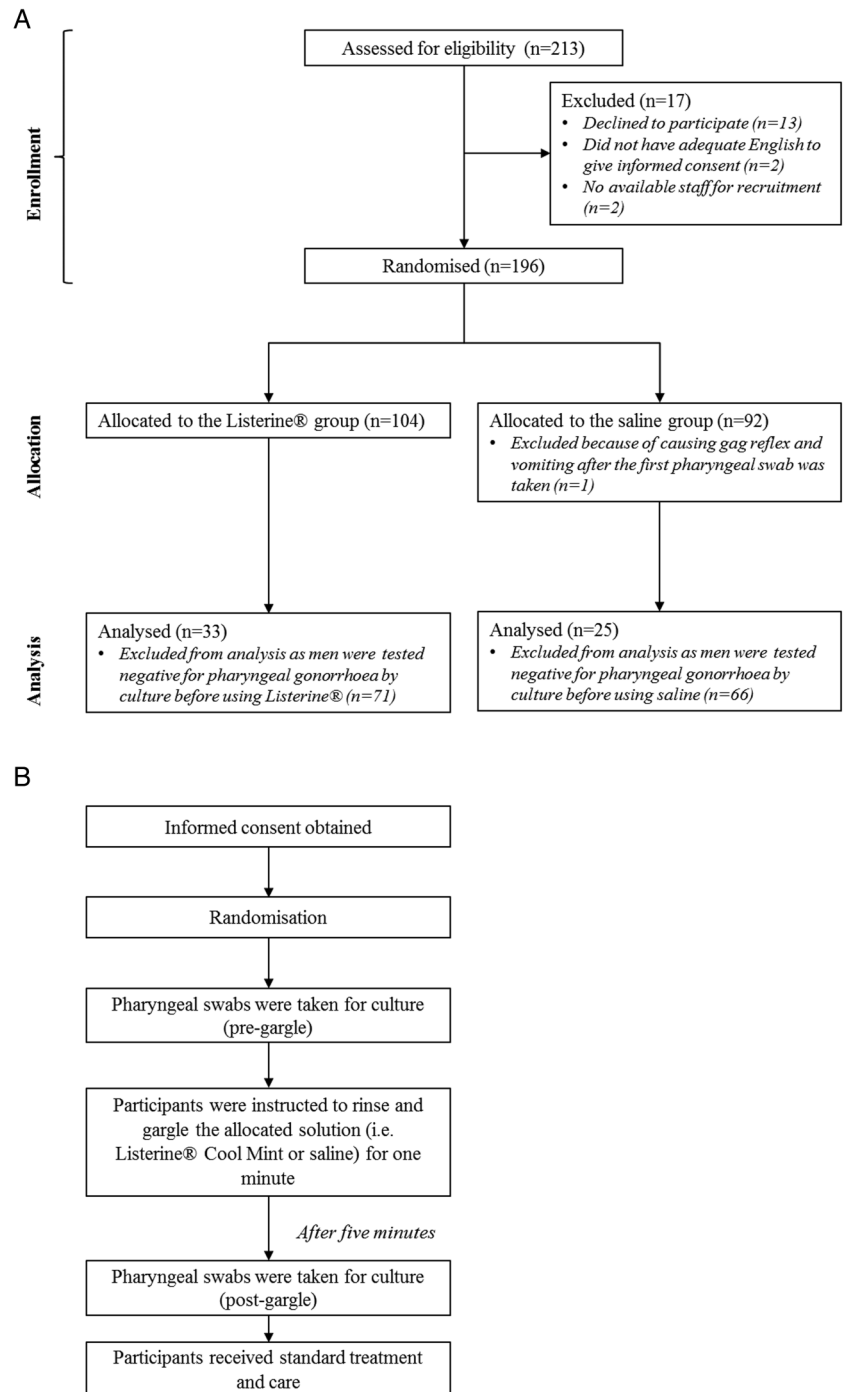 A
Assessed for eligibility (n=213)
Excluded (n=17)
• Declined to participate (n=13)
• Did not have adequate English to
give informed consent (n=2)
• No available staff for recruitment
(n=2)
Enrollment
Randomised (n=196)
Allocation
Allocated to the Listerine® group (n=104)
Allocated to the saline group (n=92)
• Excluded because of causing gag reflex and
vomiting after the first pharyngeal swab was
taken (n=1)
Analysis
Analysed (n=33)
• Excluded from analysis as men were tested
negative for pharyngeal gonorrhoea by
culture before using Listerine® (n=71)
Analysed (n=25)
• Excluded from analysis as men were tested
negative for pharyngeal gonorrhoea by
culture before using saline (n=66)
B
Informed consent obtained
Randomisation
Pharyngeal swabs were taken for culture
(pre-gargle)
Participants were instructed to rinse and
gargle the allocated solution (i.e.
Listerine® Cool Mint or saline) for one
minute
After five minutes
Pharyngeal swabs were taken for culture
(post-gargle)
Participants received standard treatment
and care